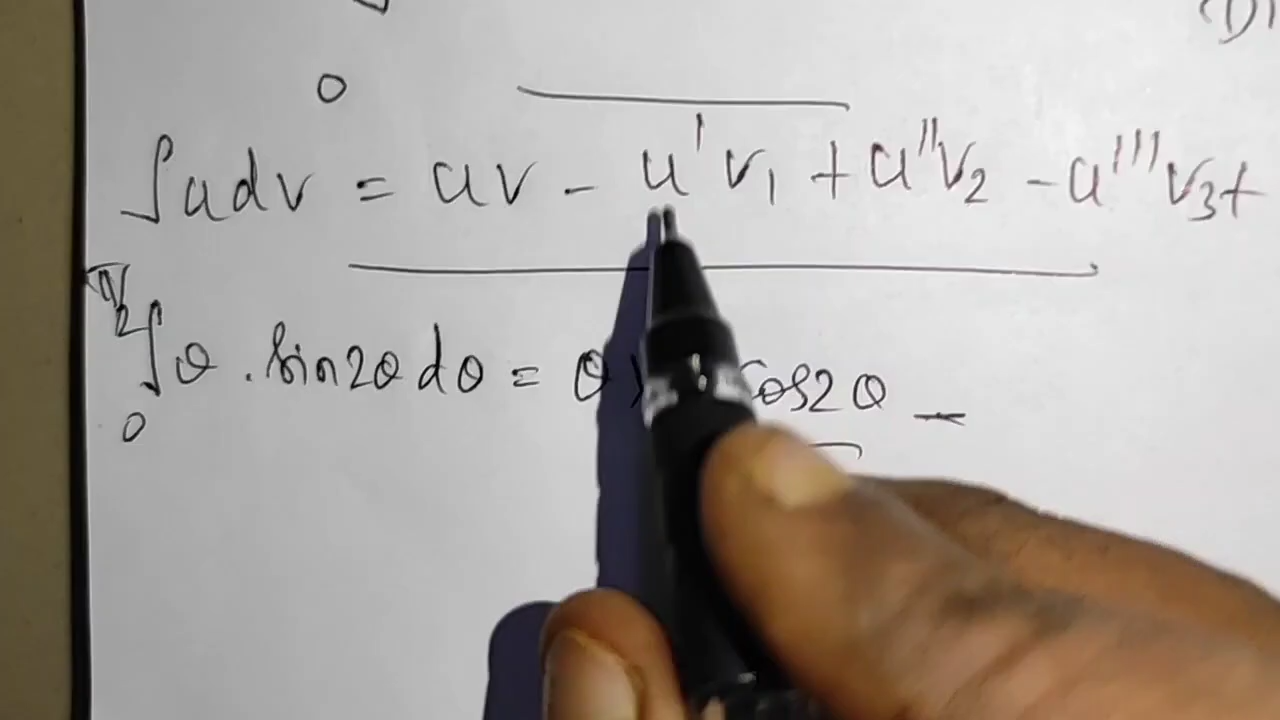 0
∫udv = uv - u'v₁ + u''v₂ - u'''v₃+
π/2
∫θ . sin2θ dθ = θ cos2θ -
0